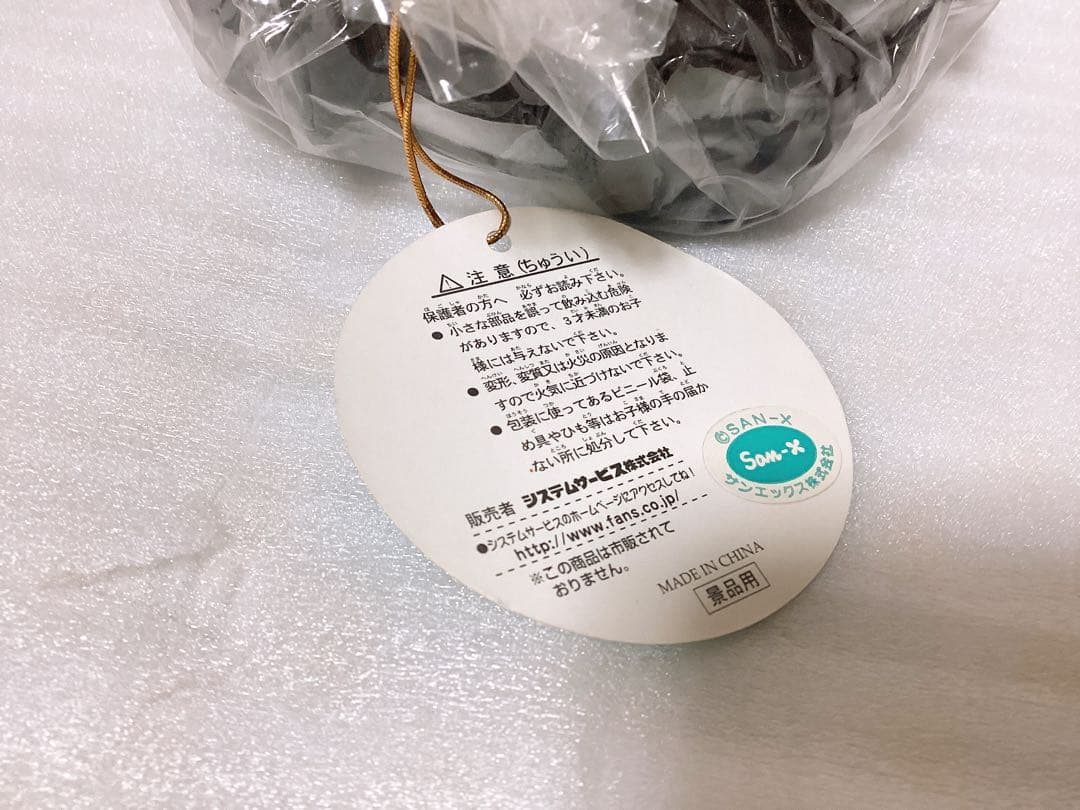 ⚠注意(ちゅうい)
保護者の方へ 必ずお読み下さい。
●小さな部品を誤って飲み込む危険
がありますので、3才未満のお子
様には与えないで下さい。
●変形、変質又は火災の原因となりま
すので火気に近づけないで下さい。
●包装に使ってあるビニール袋、止
め具やひも等はお子様の手の届か
ない所に処分して下さい。
販売者 システムサービス株式会社
●システムサービスのホームページにアクセスしてね!
http://www.fans.co.jp/
※この商品は市販されて
おりません。
MADE IN CHINA
景品用
©SAN-X
San-X
サンエックス株式会社